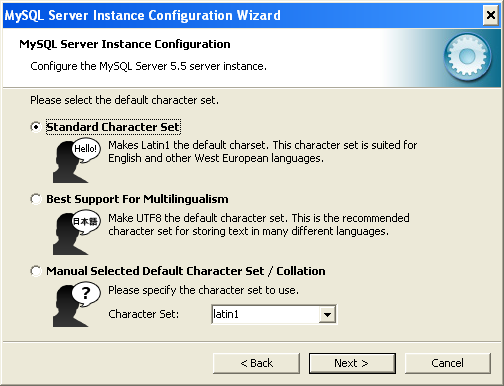 MySQL Server Instance Configuration Wizard
MySQL Server Instance Configuration
Configure the MySQL Server 5.5 server instance.
Please select the default character set.
Standard Character Set
Hello!
Makes Latin1 the default charset. This character set is suited for
English and other West European languages.
Best Support For Multilingualism
日本語
Make UTF8 the default character set. This is the recommended
character set for storing text in many different languages.
Manual Selected Default Character Set / Collation
?
Please specify the character set to use.
Character Set: latin1
< Back Next > Cancel